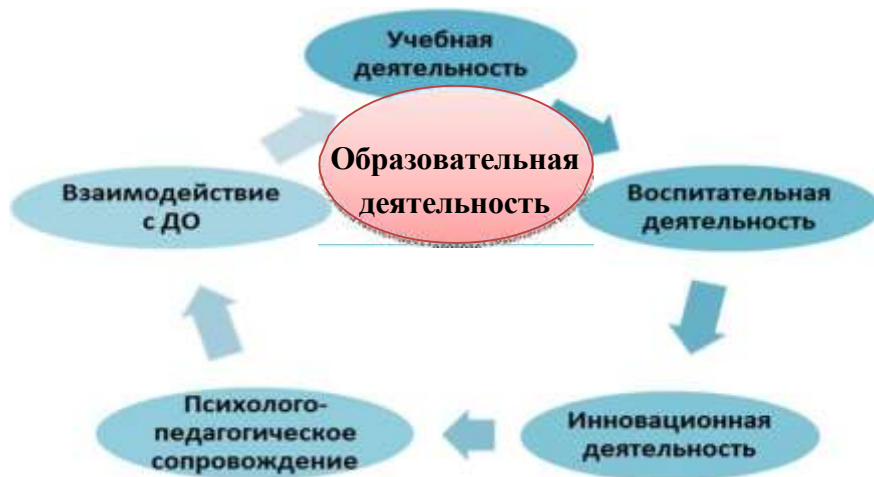 Учебная
деятельность
Образовательная
деятельность
Взаимодействие
с ДО
Воспитательная
деятельность
Психолого-
педагогическое
сопровождение
Инновационная
деятельность